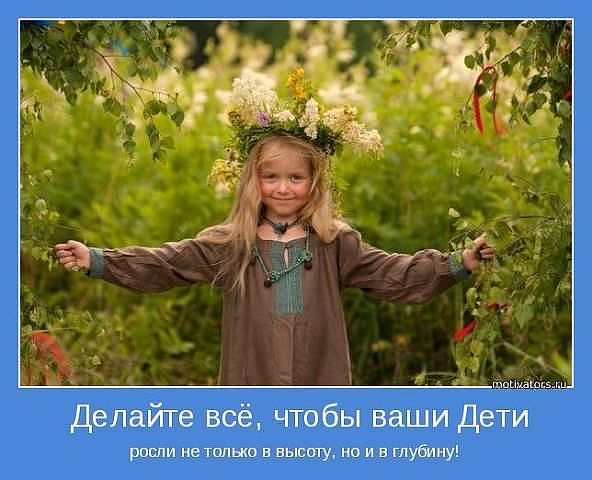 motivators.ru
Делайте всё, чтобы ваши Дети
росли не только в высоту, но и в глубину!